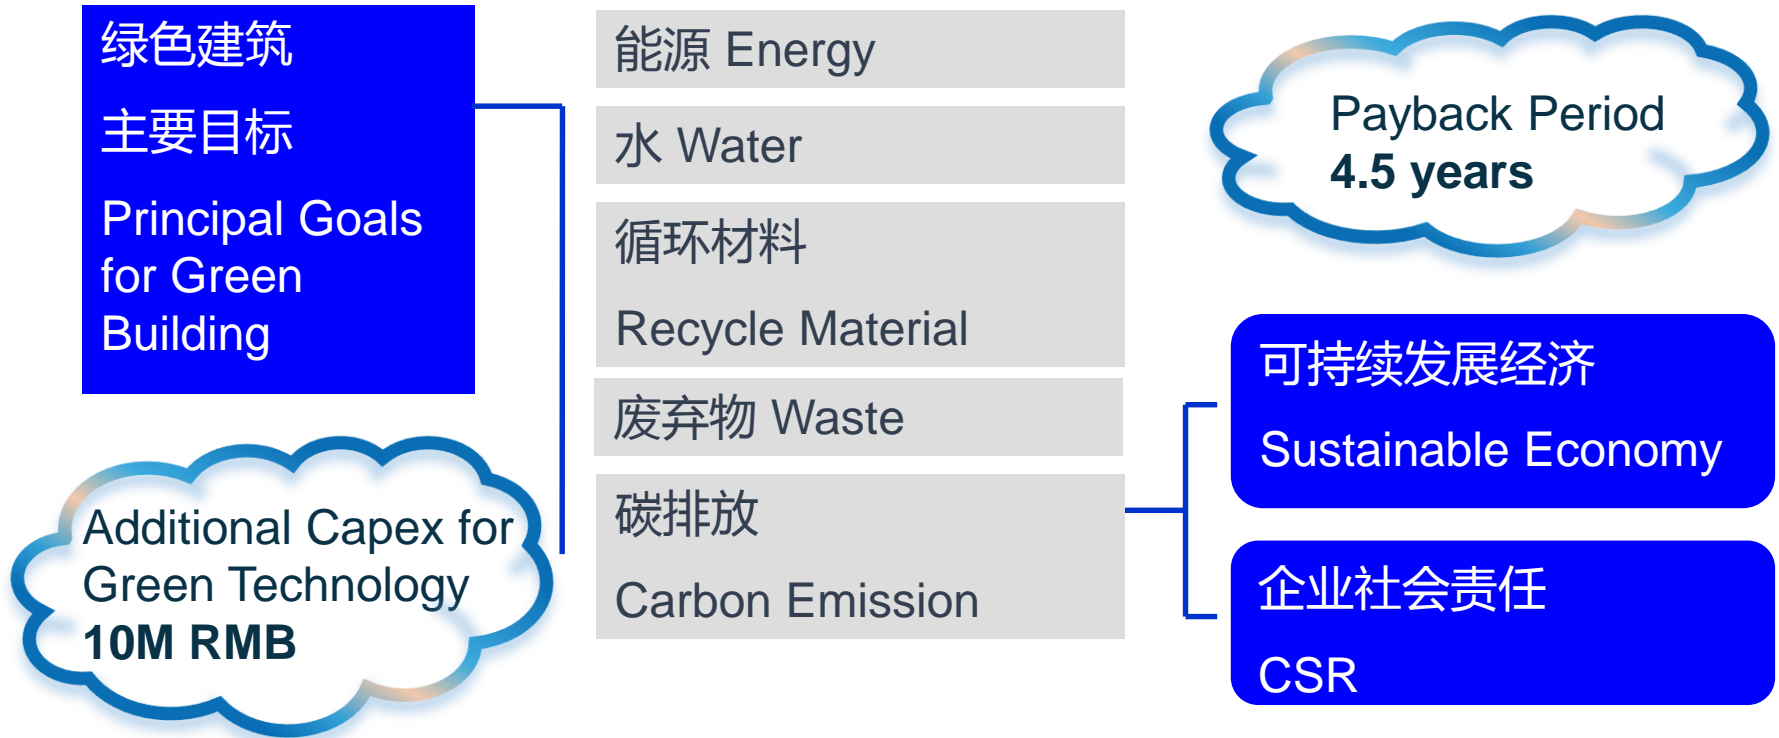 绿色建筑
主要目标
Principal Goals
for Green
Building
Additional Capex for
Green Technology
10M RMB
能源 Energy
水 Water
循环材料
Recycle Material
废弃物 Waste
碳排放
Carbon Emission
Payback Period
4.5 years
可持续发展经济
Sustainable Economy
企业社会责任
CSR